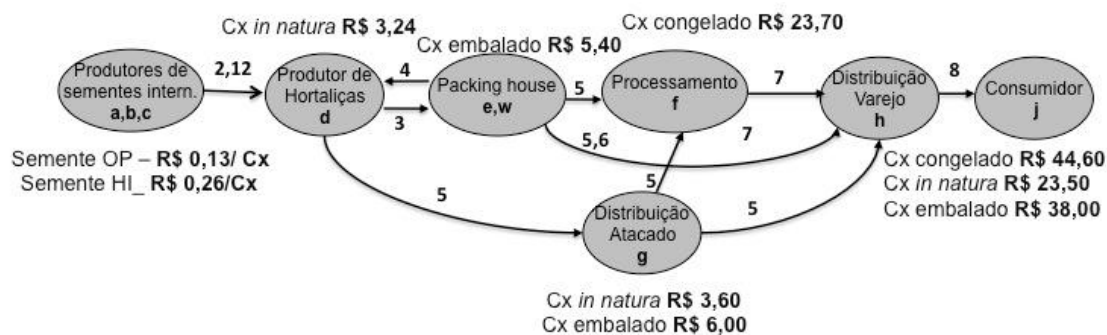 Cx in natura R$ 3,24
Cx embalado R$ 5,40
Cx congelado R$ 23,70
Produtores de
sementes intern.
a,b,c
2,12
Produtor de
Hortaliças
d
4
3
Packing house
e,w
5
Processamento
f
7
Distribuição
Varejo
h
8
Consumidor
j
5,6
7
Semente OP – R$ 0,13/ Cx
Semente HI_ R$ 0,26/Cx
5
5
5
Distribuição
Atacado
g
Cx congelado R$ 44,60
Cx in natura R$ 23,50
Cx embalado R$ 38,00
Cx in natura R$ 3,60
Cx embalado R$ 6,00